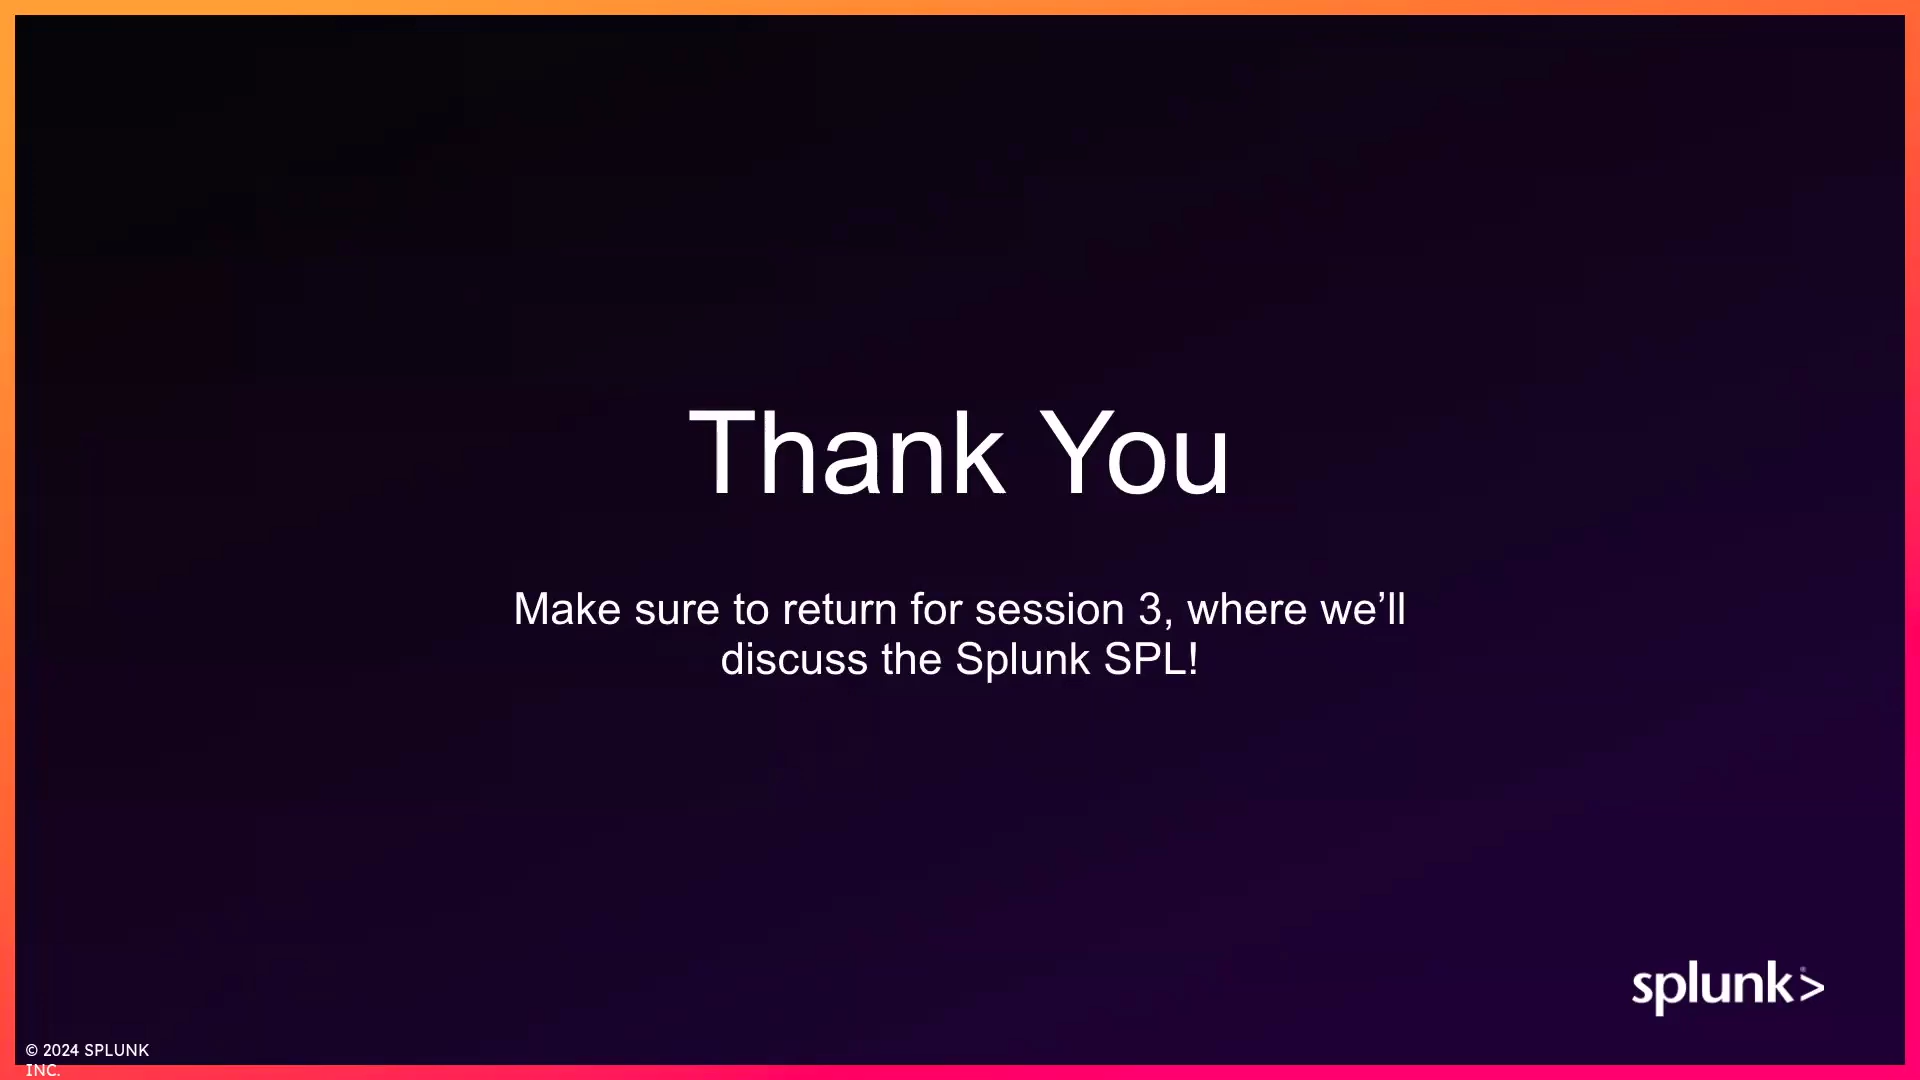 Thank You
Make sure to return for session 3, where we’ll
discuss the Splunk SPL!
splunk>
© 2024 SPLUNK
INC.